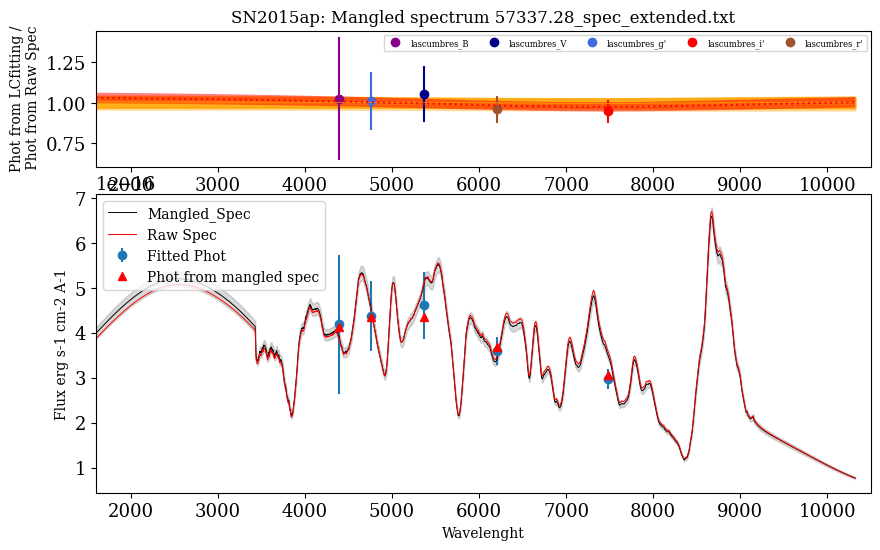 SN2015ap: Mangled spectrum 57337.28_spec_extended.txt
Phot from LCfitting /
Phot from Raw Spec
lascumbres_B
lascumbres_V
lascumbres_g'
lascumbres_i'
lascumbres_r'
1.25
1.00
0.75
2000 3000 4000 5000 6000 7000 8000 9000 10000
1e−16
Flux erg s-1 cm-2 A-1
7
6
5
4
3
2
1
Mangled_Spec
Raw Spec
Fitted Phot
Phot from mangled spec
2000 3000 4000 5000 6000 7000 8000 9000 10000
Wavelenght